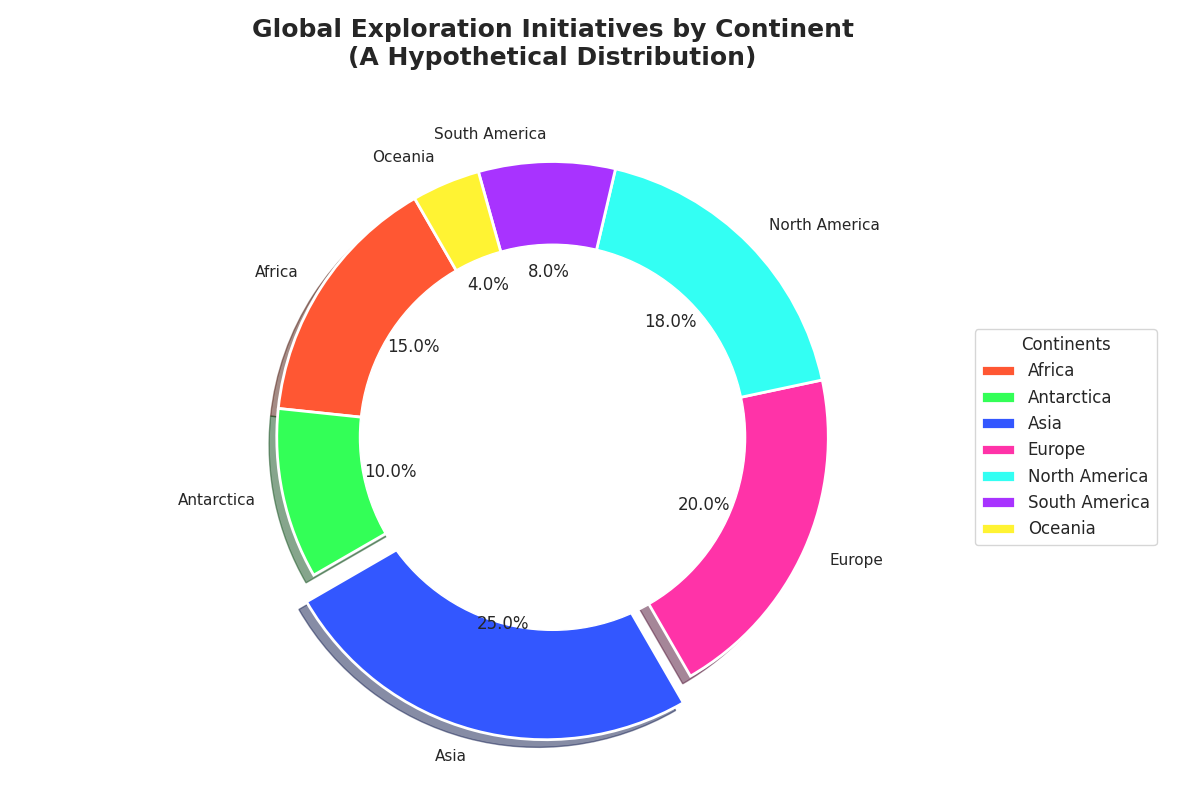 Global Exploration Initiatives by Continent
(A Hypothetical Distribution)
South America
Oceania
North America
Africa
4.0%
8.0%
18.0%
15.0%
10.0%
20.0%
Antarctica
Europe
25.0%
Asia
Continents
Africa
Antarctica
Asia
Europe
North America
South America
Oceania